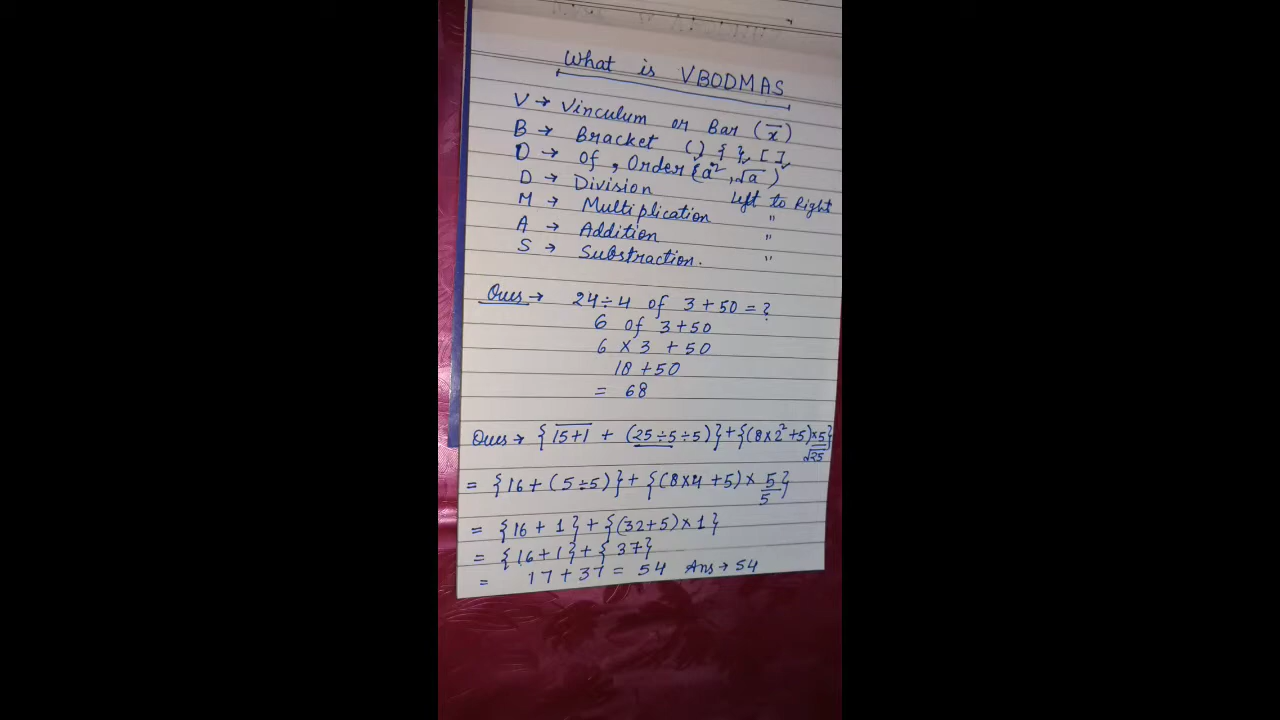 What is VBODMAS
V → Vinculum or Bar (x̅)
B → Bracket (), { }, [ ],
O → Of, Order (a², √a)
D → Division left to Right
M → Multiplication "
A → Addition "
S → Substraction. "
Ques → 24÷4 of 3+50 = ?
6 of 3+50
6 × 3 + 50
18 + 50
= 68
Ques → { 1̅5̅+̅1̅ + (25÷5÷5)}+{(8×2²+5)×5/√25}
= {16+(5÷5)}+{(8×4+5)× 5/5}
= {16 + 1}+{(32+5)×1}
= {16+1}+{37}
= 17+37 = 54 Ans → 54